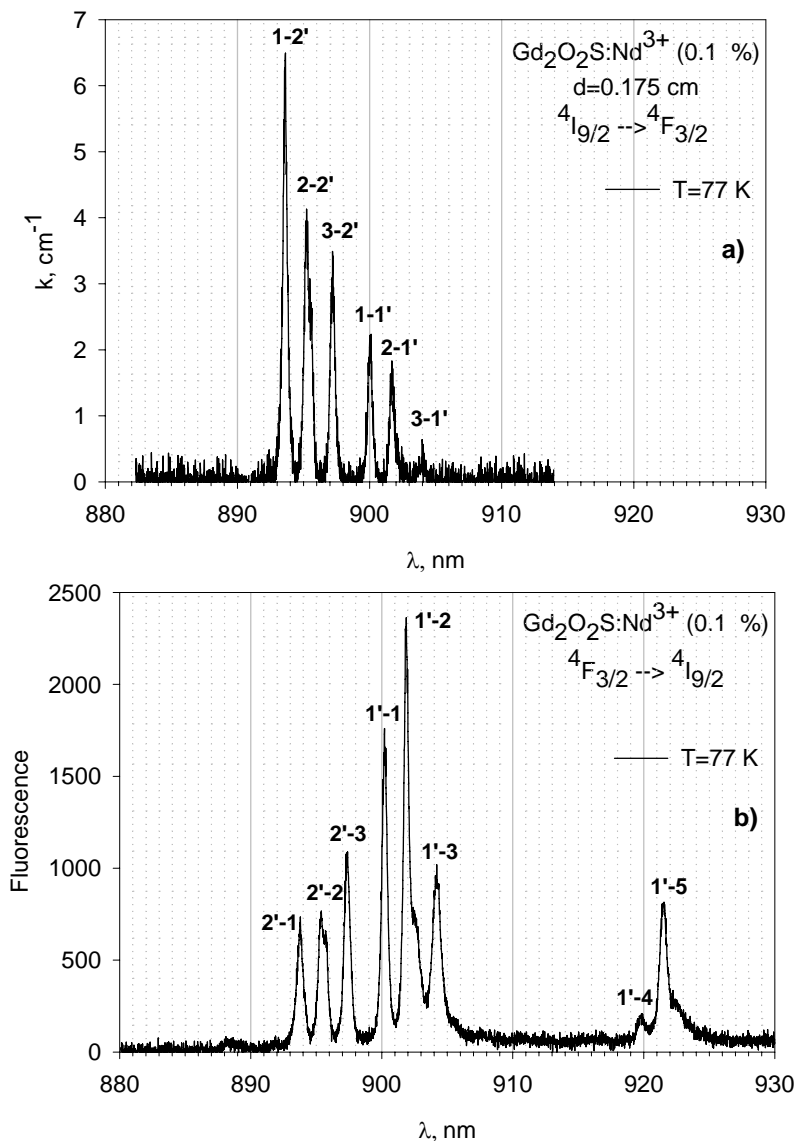 7
6
5
4
3
2
1
0
k, cm⁻¹
1-2'
2-2'
3-2'
1-1'
2-1'
3-1'
Gd₂O₂S:Nd³⁺ (0.1 %)
d=0.175 cm
⁴I₉/₂ --> ⁴F₃/₂
T=77 K
a)
880 890 900 910 920 930
λ, nm
2500
2000
1500
1000
500
0
Fluorescence
2'-1
2'-2
2'-3
1'-1
1'-2
1'-3
1'-4
1'-5
Gd₂O₂S:Nd³⁺ (0.1 %)
⁴F₃/₂ --> ⁴I₉/₂
T=77 K
b)
880 890 900 910 920 930
λ, nm